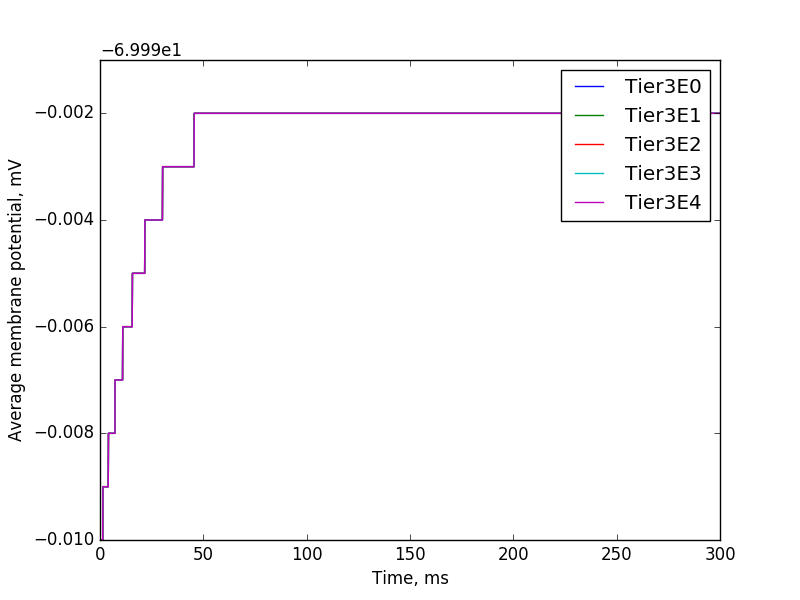 −6.999e1
−0.002
−0.004
−0.006
−0.008
−0.010
Average membrane potential, mV
0 50 100 150 200 250 300
Time, ms
Tier3E0
Tier3E1
Tier3E2
Tier3E3
Tier3E4